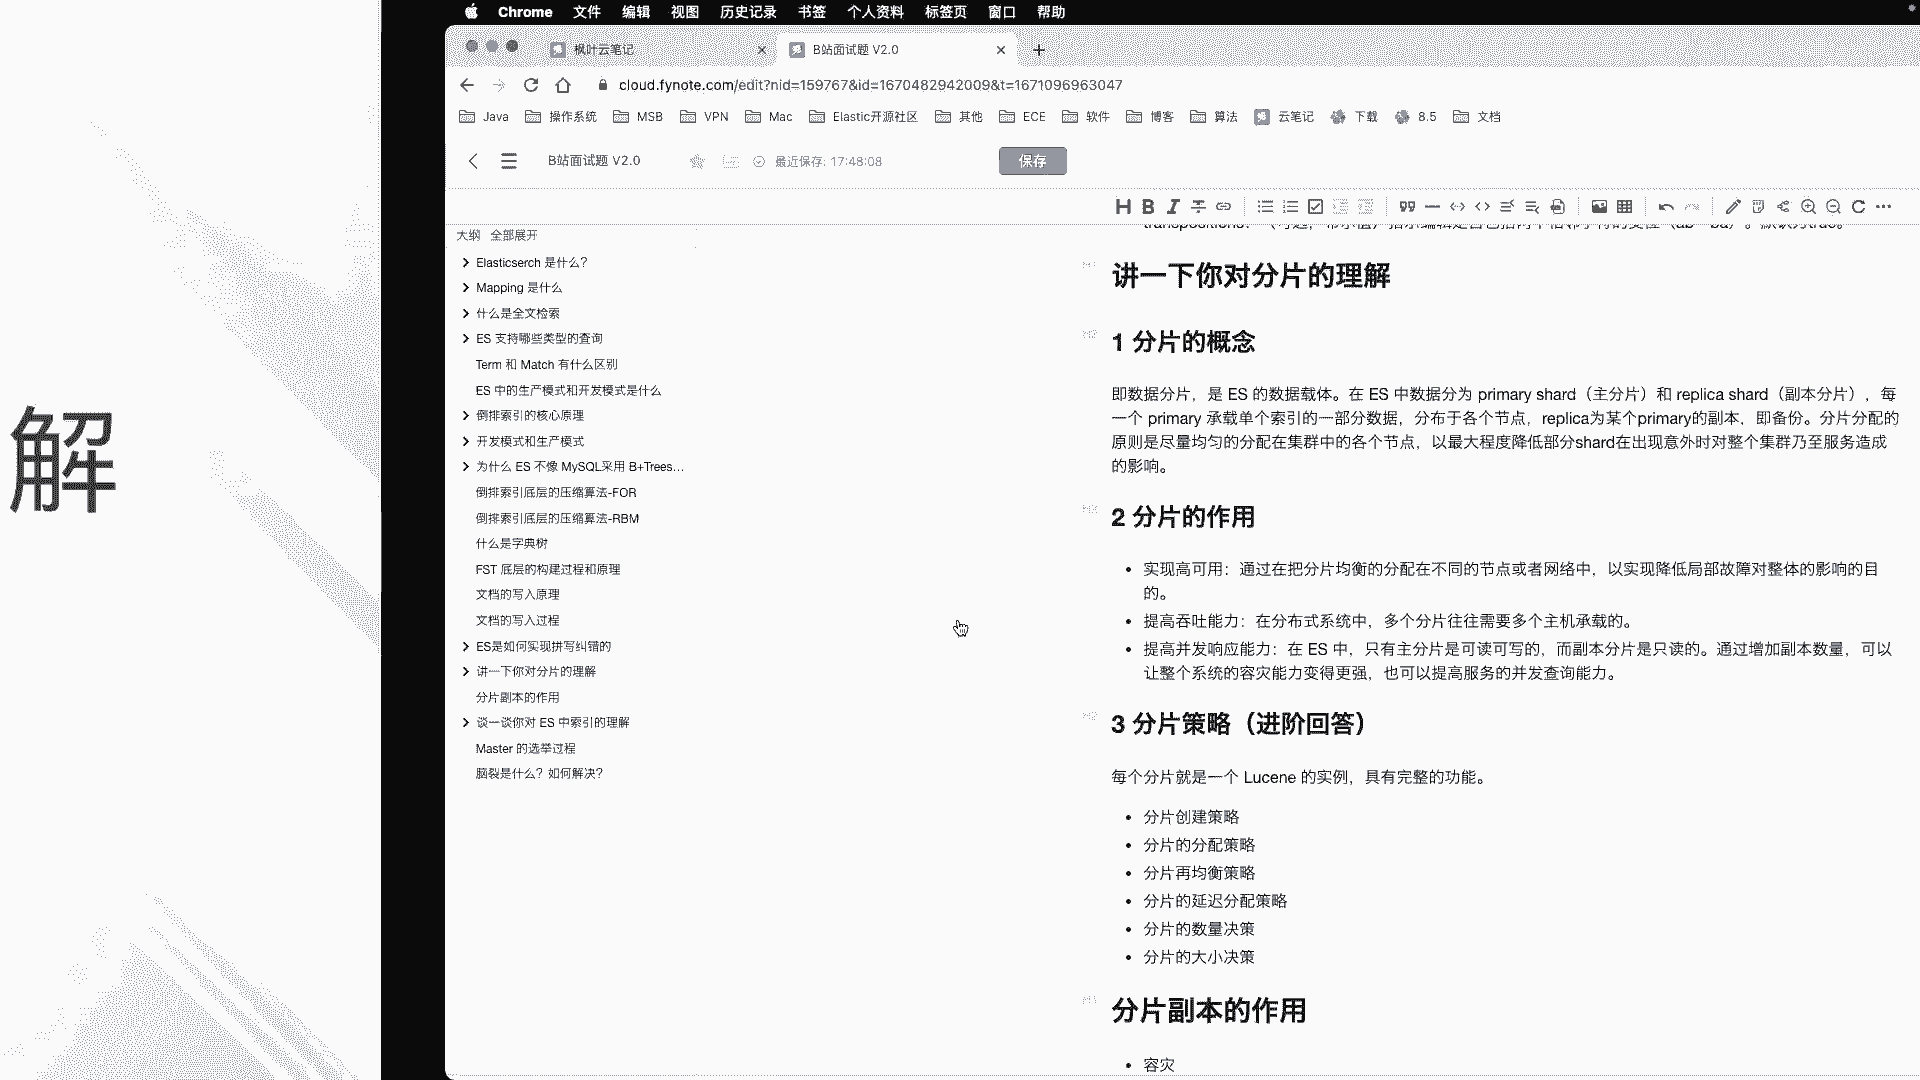 解
Chrome 文件 编辑 视图 历史记录 书签 个人资料 标签页 窗口 帮助
枫叶云笔记
B站面试题 V2.0
cloud.fynote.com/edit?nid=159767&id=1670482942009&t=1671096963047
Java 操作系统 MSB VPN Mac Elastic开源社区 其他 ECE 软件 博客 算法 云笔记 下载 8.5 文档
B站面试题 V2.0 最近保存: 17:48:08 保存
大纲 全部展开
Elasticserch 是什么？
Mapping 是什么
什么是全文检索
ES 支持哪些类型的查询
Term 和 Match 有什么区别
ES 中的生产模式和开发模式是什么
倒排索引的核心原理
开发模式和生产模式
为什么 ES 不像 MySQL采用 B+Trees...
倒排索引底层的压缩算法-FOR
倒排索引底层的压缩算法-RBM
什么是字典树
FST 底层的构建过程和原理
文档的写入原理
文档的写入过程
ES是如何实现拼写纠错的
讲一下你对分片的理解
分片副本的作用
谈一谈你对 ES 中索引的理解
Master 的选举过程
脑裂是什么？如何解决？
讲一下你对分片的理解
1 分片的概念
即数据分片，是 ES 的数据载体。在 ES 中数据分为 primary shard（主分片）和 replica shard（副本分片），每
一个 primary 承载单个索引的一部分数据，分布于各个节点，replica为某个primary的副本，即备份。分片分配的
原则是尽量均匀的分配在集群中的各个节点，以最大程度降低部分shard在出现意外时对整个集群乃至服务造成
的影响。
2 分片的作用
实现高可用：通过在把分片均衡的分配在不同的节点或者网络中，以实现降低局部故障对整体的影响的目
的。
提高吞吐能力：在分布式系统中，多个分片往往需要多个主机承载的。
提高并发响应能力：在 ES 中，只有主分片是可读可写的，而副本分片是只读的。通过增加副本数量，可以
让整个系统的容灾能力变得更强，也可以提高服务的并发查询能力。
3 分片策略（进阶回答）
每个分片就是一个 Lucene 的实例，具有完整的功能。
分片创建策略
分片的分配策略
分片再均衡策略
分片的延迟分配策略
分片的数量决策
分片的大小决策
分片副本的作用
容灾